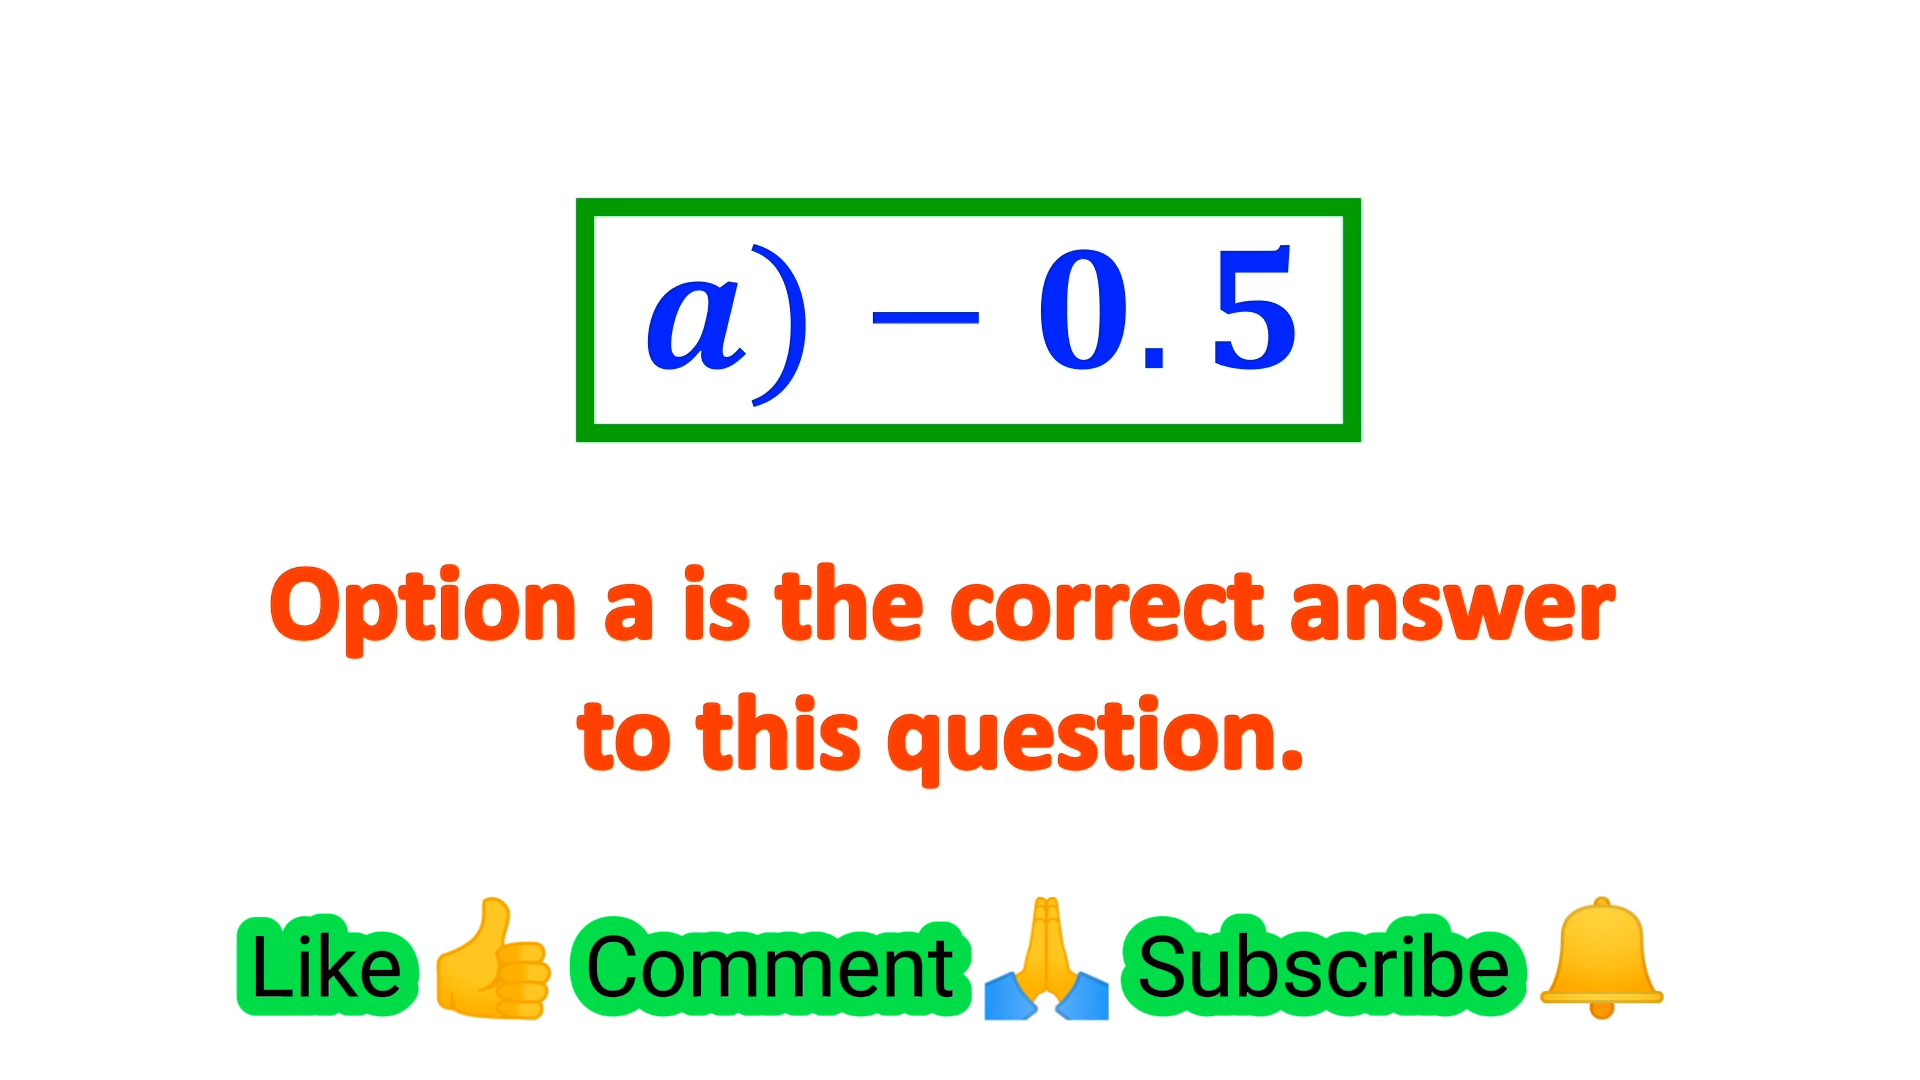 a) − 0. 5
Option a is the correct answer
to this question.
Like 👍 Comment 🙏 Subscribe 🔔